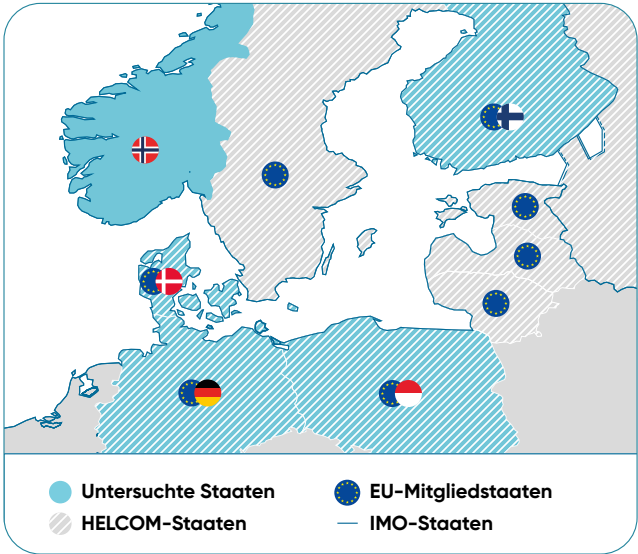 Untersuchte Staaten
EU-Mitgliedstaaten
HELCOM-Staaten
IMO-Staaten